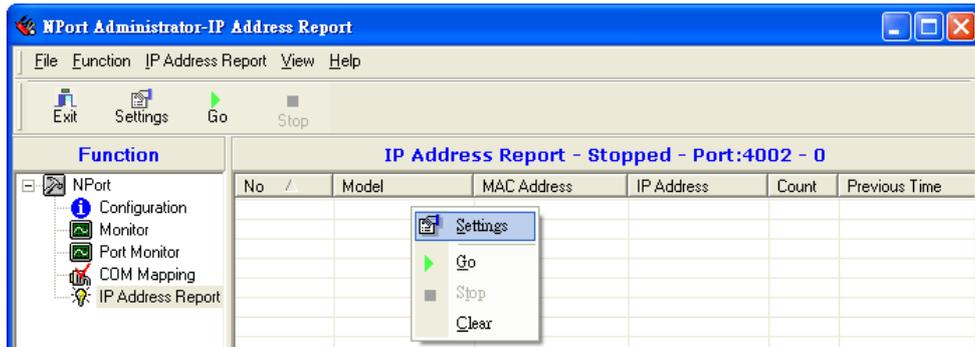 NPort Administrator-IP Address Report
File Function IP Address Report View Help
Exit Settings Go Stop
Function
IP Address Report - Stopped - Port:4002 - 0
NPort
Configuration
Monitor
Port Monitor
COM Mapping
IP Address Report
No Model MAC Address IP Address Count Previous Time
Settings
Go
Stop
Clear